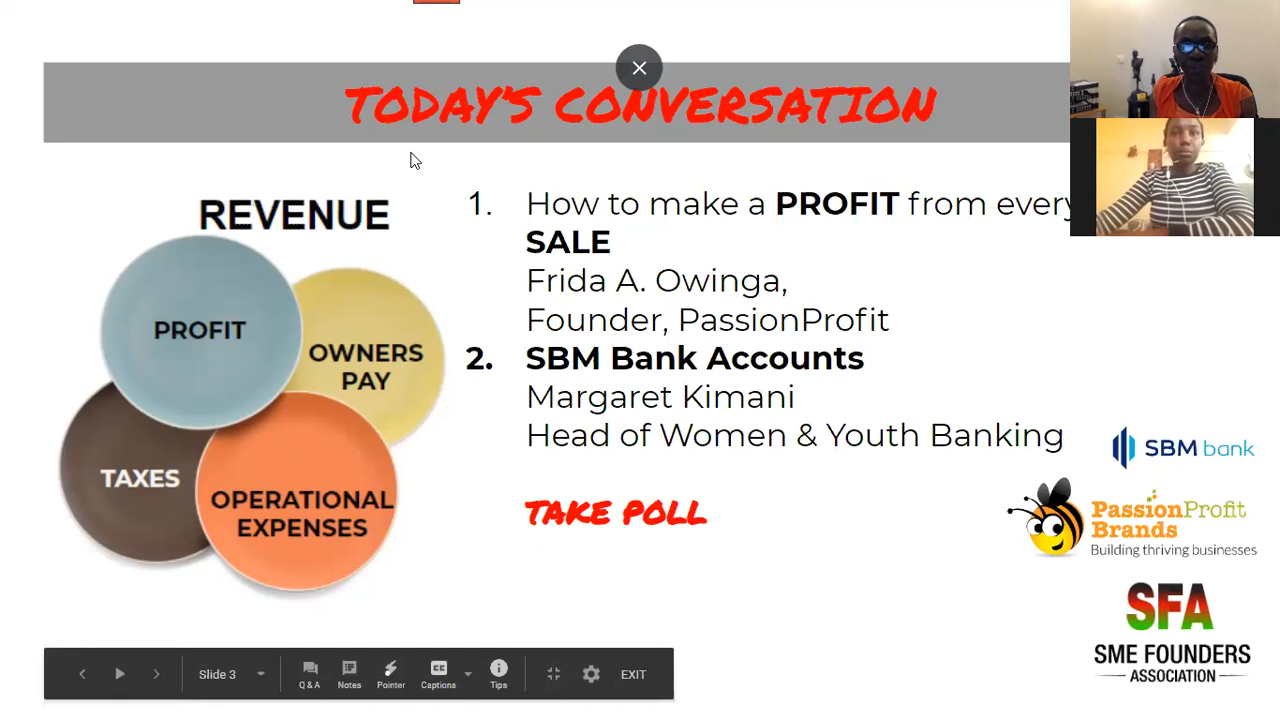 TODAY'S CONVERSATION
REVENUE
PROFIT
OWNERS
PAY
TAXES
OPERATIONAL
EXPENSES
1. How to make a PROFIT from every
SALE
Frida A. Owinga,
Founder, PassionProfit
2. SBM Bank Accounts
Margaret Kimani
Head of Women & Youth Banking
TAKE POLL
SBM bank
PassionProfit
Brands
Building thriving businesses
SFA
SME FOUNDERS
ASSOCIATION
Slide 3
Q & A
Notes
Pointer
CC
Captions
Tips
EXIT